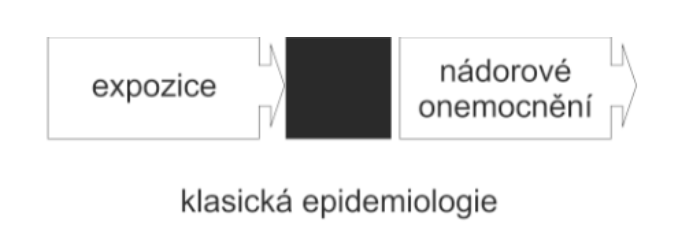 expozice
nádorové
onemocnění
klasická epidemiologie